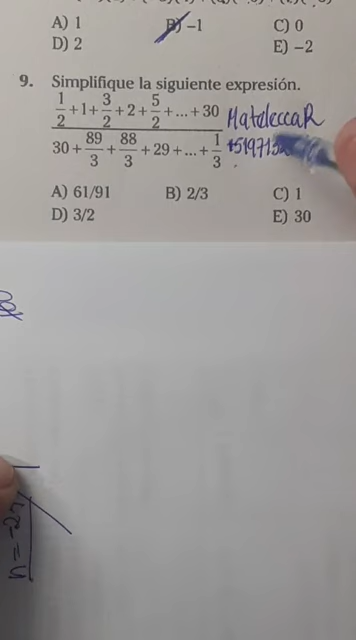 A) 1 B) −1 C) 0
D) 2 E) −2
9. Simplifique la siguiente expresión.
1/2 + 1 + 3/2 + 2 + 5/2 + ... + 30
30 + 89/3 + 88/3 + 29 + ... + 1/3
MateleccaR
A) 61/91 B) 2/3 C) 1
D) 3/2 E) 30